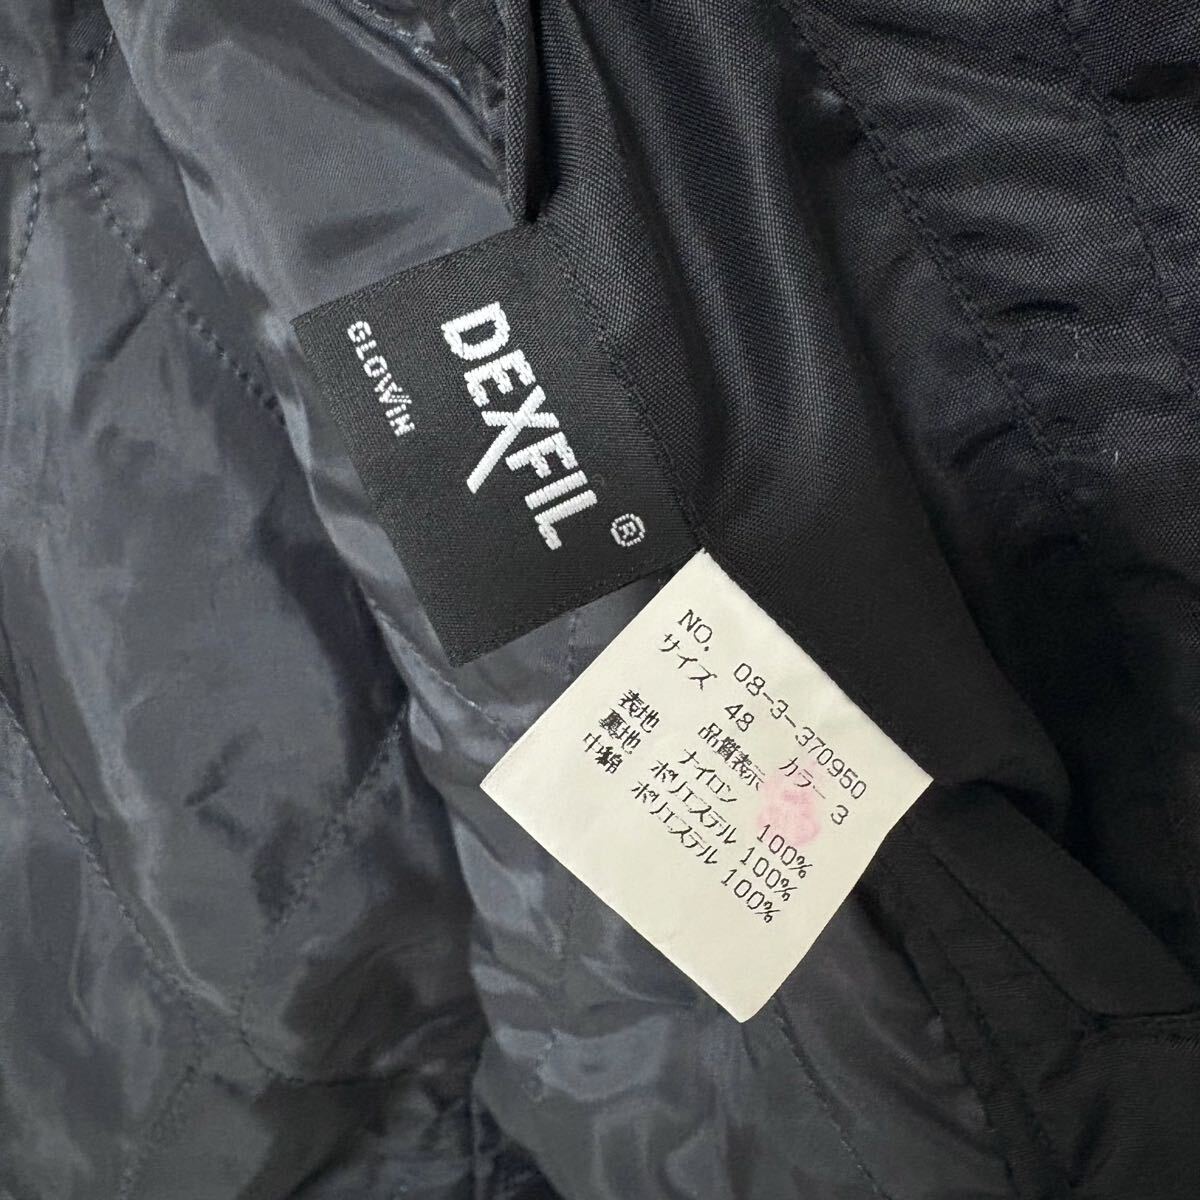 DEXFIL ®
GLOWIN
NO. 08-3-370950
サイズ 48 カラー 3
品質表示
表地 ナイロン 100%
裏地 ポリエステル 100%
中綿 ポリエステル 100%